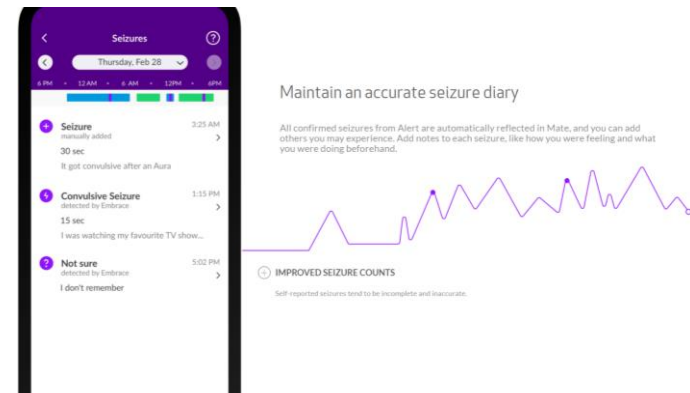 Seizures
?
Thursday, Feb 28
6 PM · 12 AM · 6 AM · 12PM · 6PM
Seizure
3:25 AM
manually added
30 sec
It got convulsive after an Aura
Convulsive Seizure
1:15 PM
detected by Embrace
15 sec
I was watching my favourite TV show...
? Not sure
5:02 PM
detected by Embrace
I don't remember
Maintain an accurate seizure diary
All confirmed seizures from Alert are automatically reflected in Mate, and you can add
others you may experience. Add notes to each seizure, like how you were feeling and what
you were doing beforehand.
IMPROVED SEIZURE COUNTS
Self-reported seizures tend to be incomplete and inaccurate.